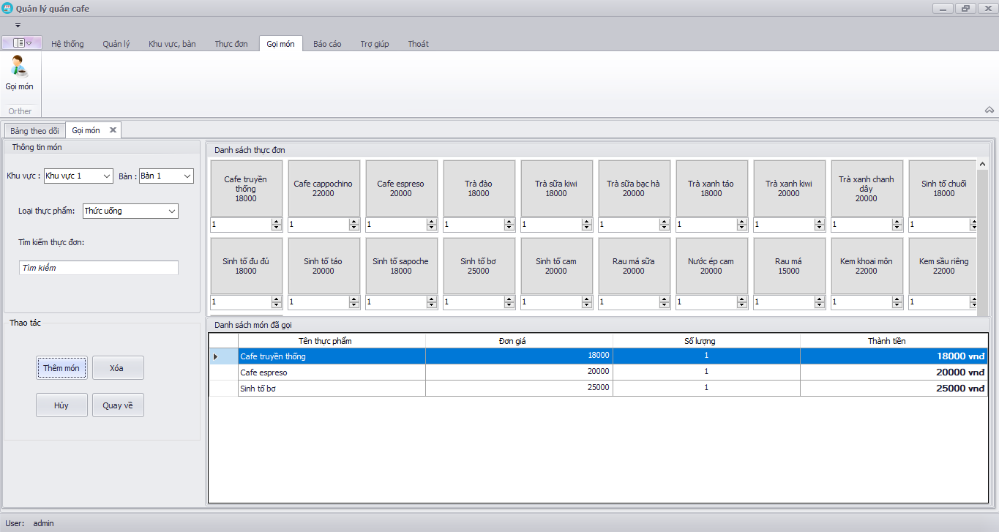 Quản lý quán cafe
Hệ thống Quản lý Khu vực, bàn Thực đơn Gọi món Báo cáo Trợ giúp Thoát
Gọi món
Orther
Bảng theo dõi Gọi món
Thông tin món
Khu vực : Khu vực 1 Bàn : Bàn 1
Loại thực phẩm: Thức uống
Tìm kiếm thực đơn:
Tìm kiếm
Thao tác
Thêm món Xóa
Hủy Quay về
Danh sách thực đơn
Cafe truyền
thống
18000
Cafe cappochino
22000
Cafe espreso
20000
Trà đào
18000
Trà sữa kiwi
18000
Trà sữa bạc hà
20000
Trà xanh táo
18000
Trà xanh kiwi
20000
Trà xanh chanh
dây
20000
Sinh tố chuối
18000
1 1 1 1 1 1 1 1 1 1
Sinh tố đu đủ
18000
Sinh tố táo
20000
Sinh tố sapoche
18000
Sinh tố bơ
25000
Sinh tố cam
20000
Rau má sữa
20000
Nước ép cam
20000
Rau má
15000
Kem khoai môn
22000
Kem sầu riêng
22000
1 1 1 1 1 1 1 1 1 1
Danh sách món đã gọi
Tên thực phẩm Đơn giá Số lượng Thành tiền
Cafe truyền thống 18000 1 18000 vnđ
Cafe espreso 20000 1 20000 vnđ
Sinh tố bơ 25000 1 25000 vnđ
User: admin